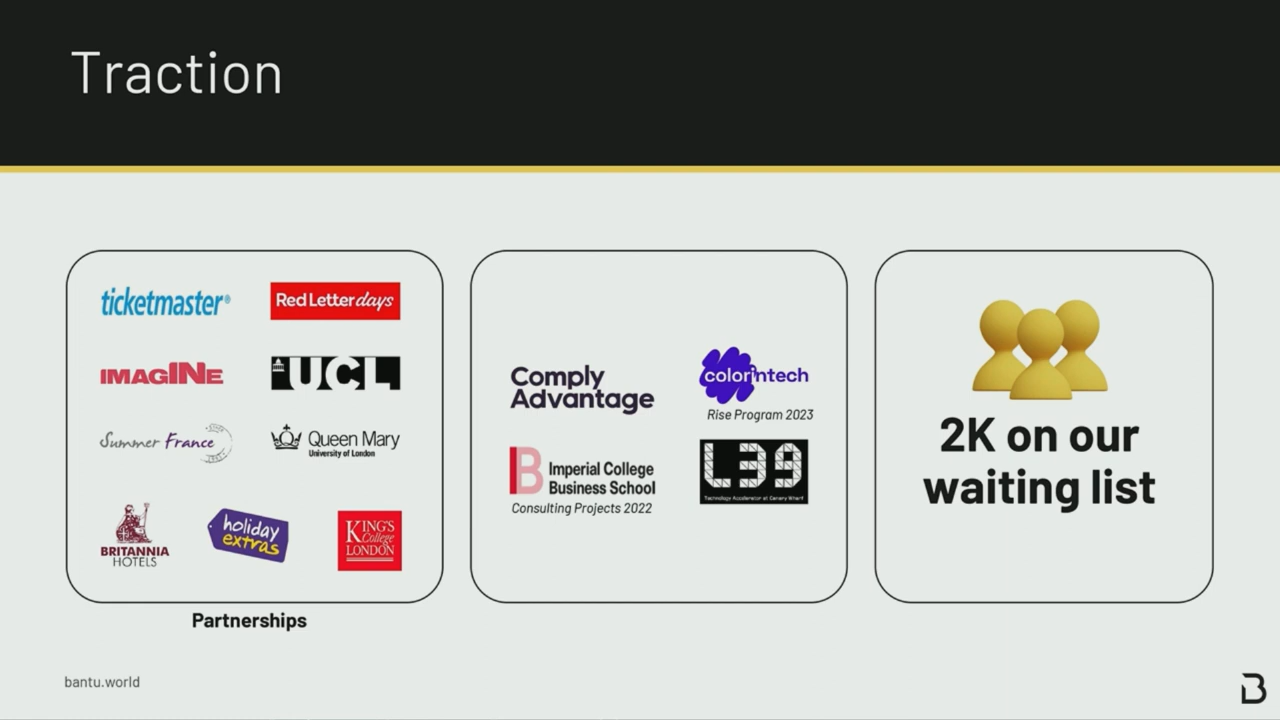 Traction
ticketmaster®
Red Letter days
IMAGINE
UCL
Summer France
Queen Mary
University of London
BRITANNIA
HOTELS
holiday
extras
KING'S
College
LONDON
Partnerships
Comply
Advantage
colorintech
Rise Program 2023
Imperial College
Business School
Consulting Projects 2022
L39
Technology Accelerator at Canary Wharf
2K on our
waiting list
bantu.world